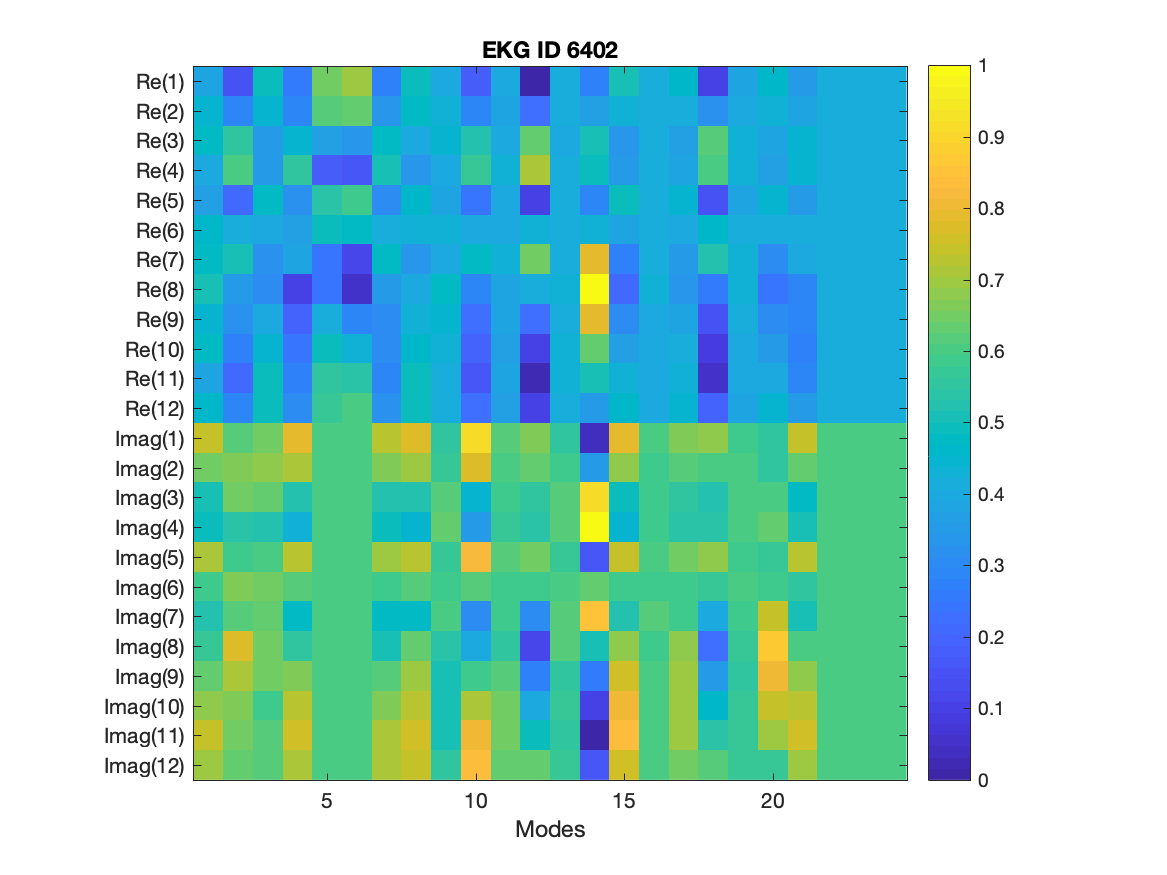 EKG ID 6402
Re(1)
Re(2)
Re(3)
Re(4)
Re(5)
Re(6)
Re(7)
Re(8)
Re(9)
Re(10)
Re(11)
Re(12)
Imag(1)
Imag(2)
Imag(3)
Imag(4)
Imag(5)
Imag(6)
Imag(7)
Imag(8)
Imag(9)
Imag(10)
Imag(11)
Imag(12)
5 10 15 20
Modes
1
0.9
0.8
0.7
0.6
0.5
0.4
0.3
0.2
0.1
0